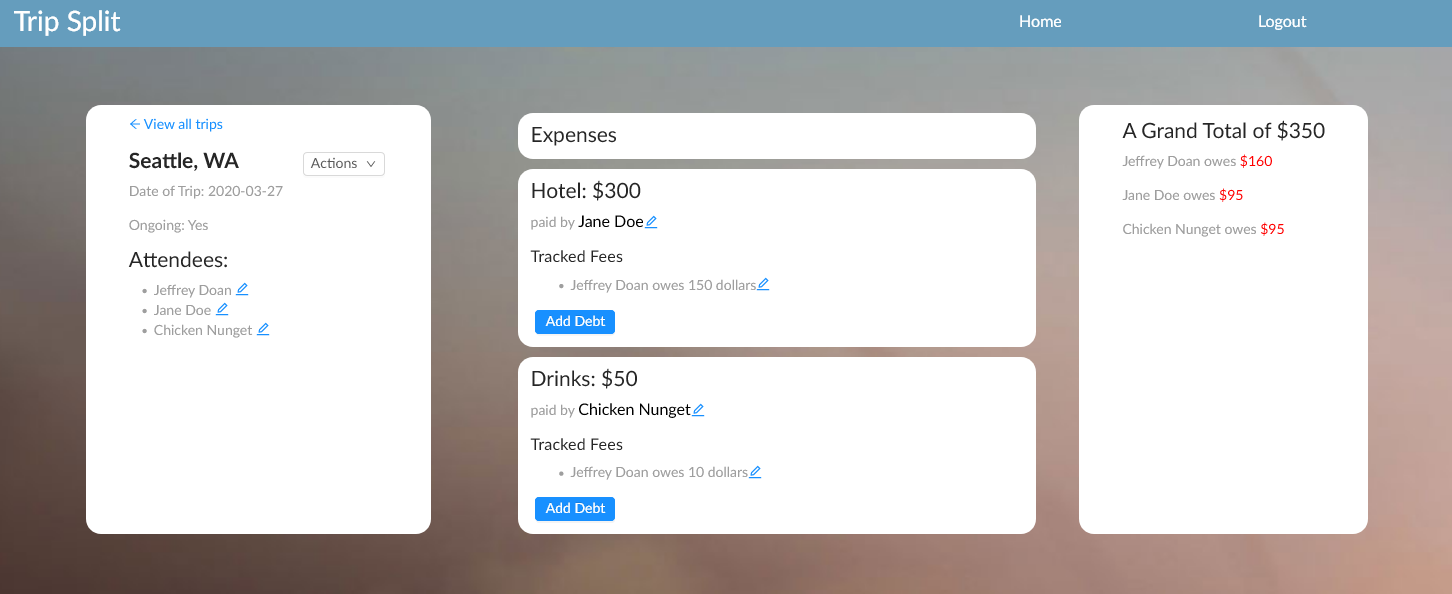 Trip Split
Home
Logout
← View all trips
Seattle, WA
Actions
Date of Trip: 2020-03-27
Ongoing: Yes
Attendees:
• Jeffrey Doan
• Jane Doe
• Chicken Nunget
Expenses
Hotel: $300
paid by Jane Doe
Tracked Fees
• Jeffrey Doan owes 150 dollars
Add Debt
Drinks: $50
paid by Chicken Nunget
Tracked Fees
• Jeffrey Doan owes 10 dollars
Add Debt
A Grand Total of $350
Jeffrey Doan owes $160
Jane Doe owes $95
Chicken Nunget owes $95